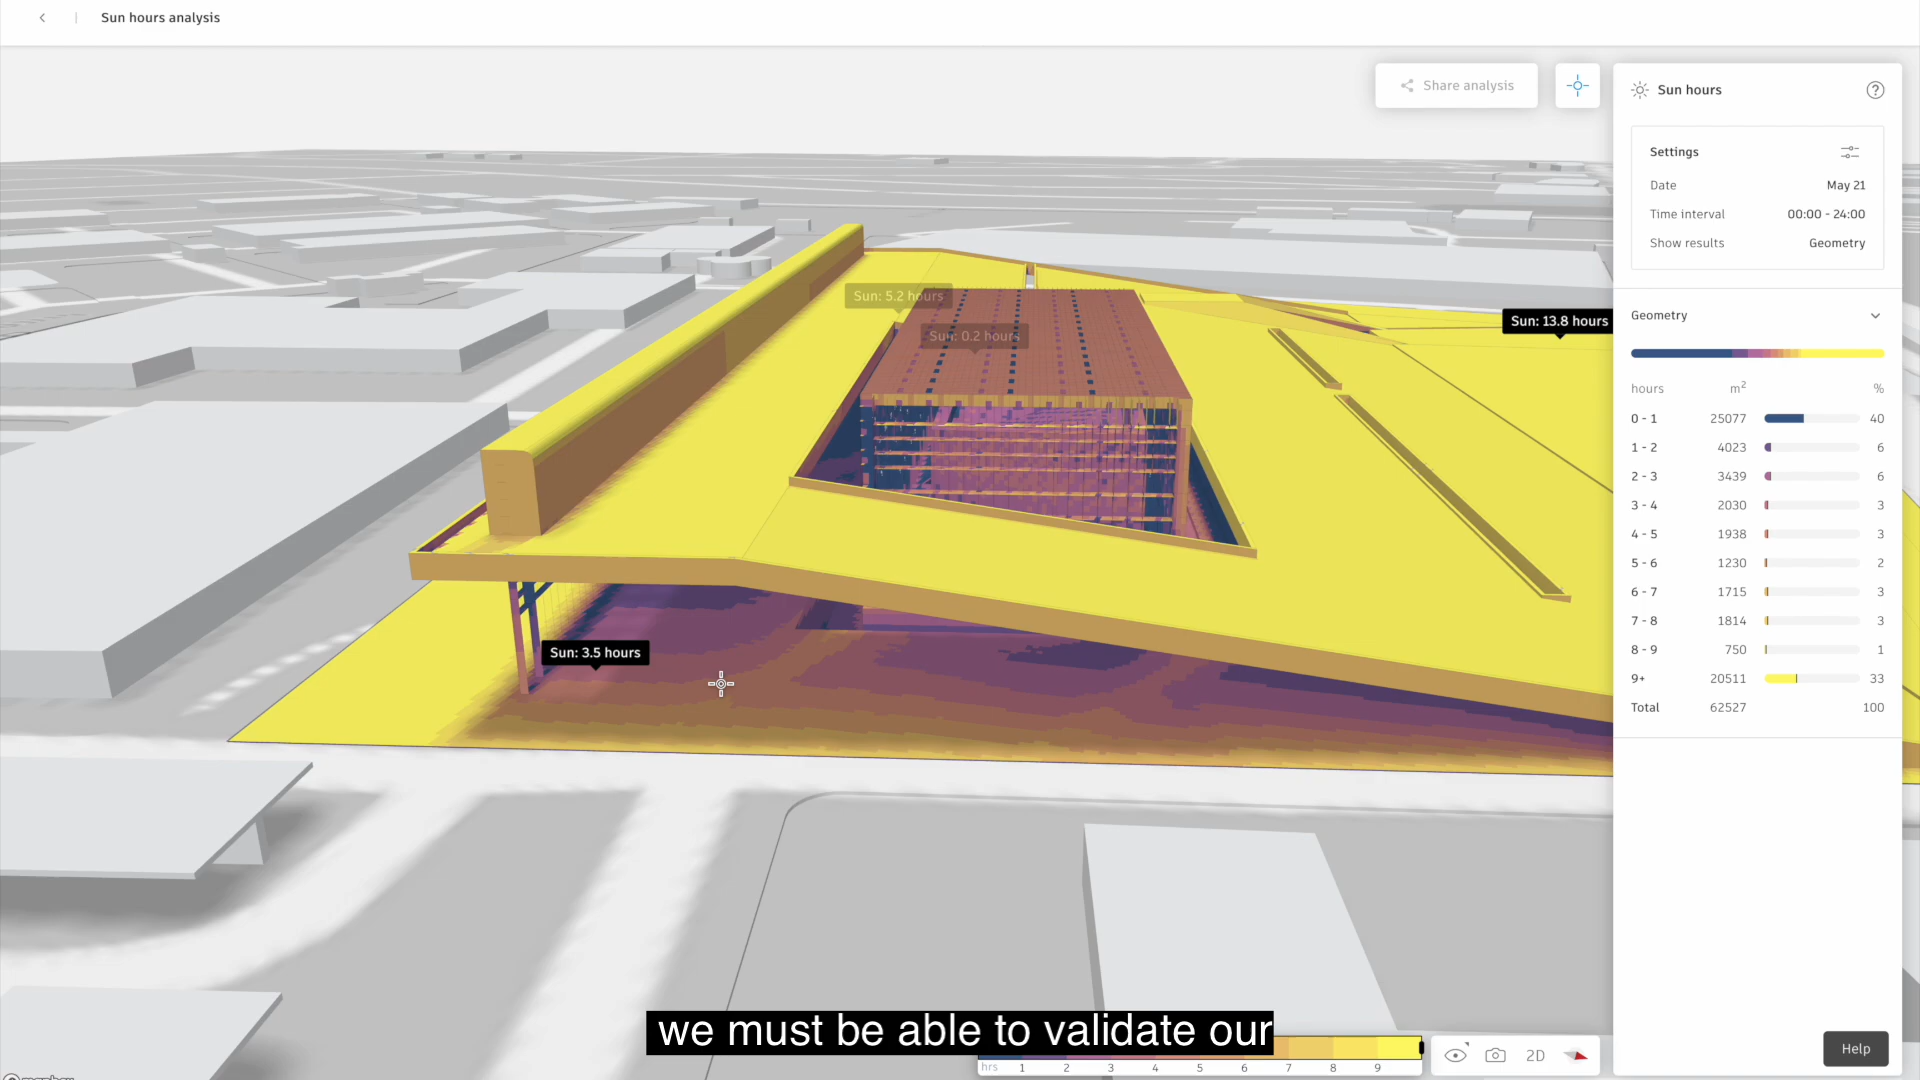 Sun hours analysis
Share analysis
Sun hours
Settings
Date May 21
Time interval 00:00 - 24:00
Show results Geometry
Geometry
hours m² %
0 - 1 25077 40
1 - 2 4023 6
2 - 3 3439 6
3 - 4 2030 3
4 - 5 1938 3
5 - 6 1230 2
6 - 7 1715 3
7 - 8 1814 3
8 - 9 750 1
9+ 20511 33
Total 62527 100
Sun: 5.2 hours
Sun: 13.8 hours
Sun: 0.2 hours
Sun: 3.5 hours
we must be able to validate our
hrs 1 2 3 4 5 6 7 8 9
2D
Help